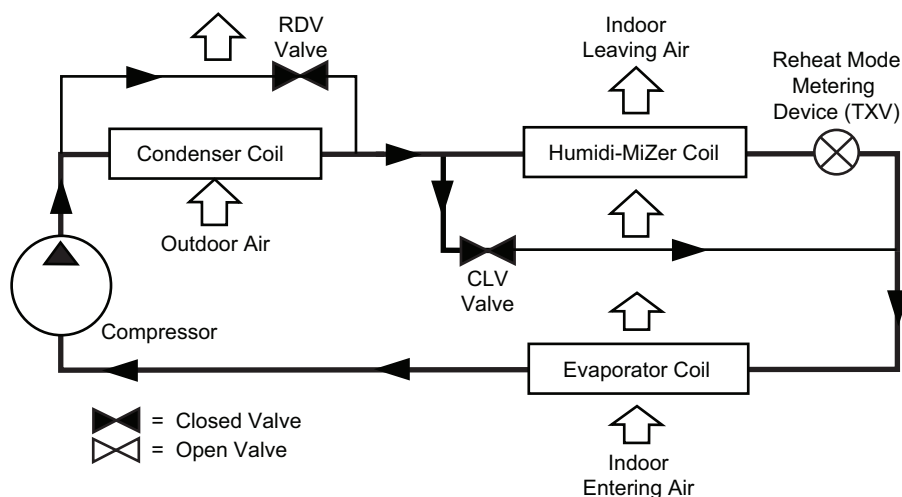 RDV
Valve
Indoor
Leaving Air
Reheat Mode
Metering
Device (TXV)
Condenser Coil
Humidi-MiZer Coil
Outdoor Air
CLV
Valve
Compressor
Evaporator Coil
= Closed Valve
= Open Valve
Indoor
Entering Air